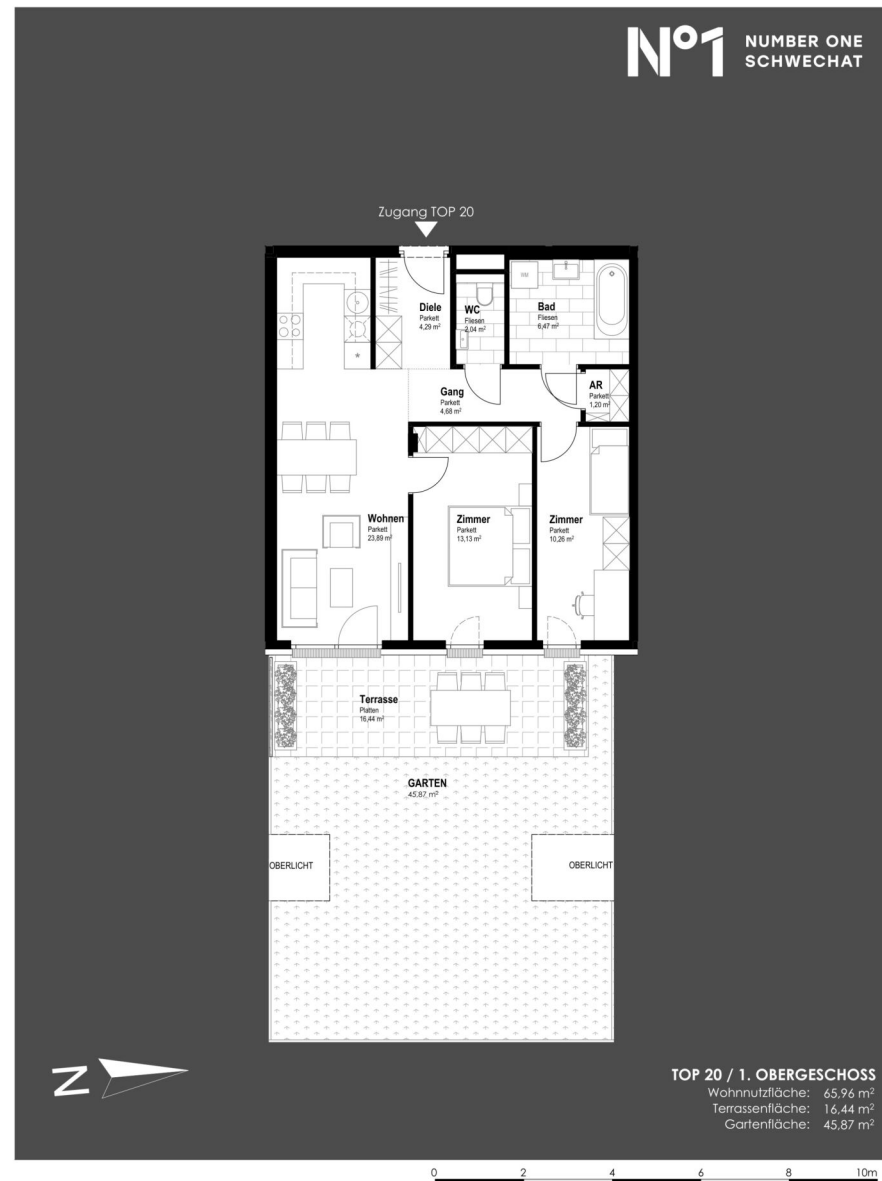 Nº1 NUMBER ONE
SCHWECHAT
Zugang TOP 20
Diele
Parkett
4,29 m²
WC
Fliesen
2,04 m²
WM
Bad
Fliesen
6,47 m²
AR
Parkett
1,20 m²
Gang
Parkett
4,68 m²
*
Wohnen
Parkett
23,89 m²
Zimmer
Parkett
13,13 m²
Zimmer
Parkett
10,26 m²
Terrasse
Platten
16,44 m²
GARTEN
45,87 m²
OBERLICHT
OBERLICHT
Z
TOP 20 / 1. OBERGESCHOSS
Wohnnutzfläche: 65,96 m²
Terrassenfläche: 16,44 m²
Gartenfläche: 45,87 m²
0 2 4 6 8 10m